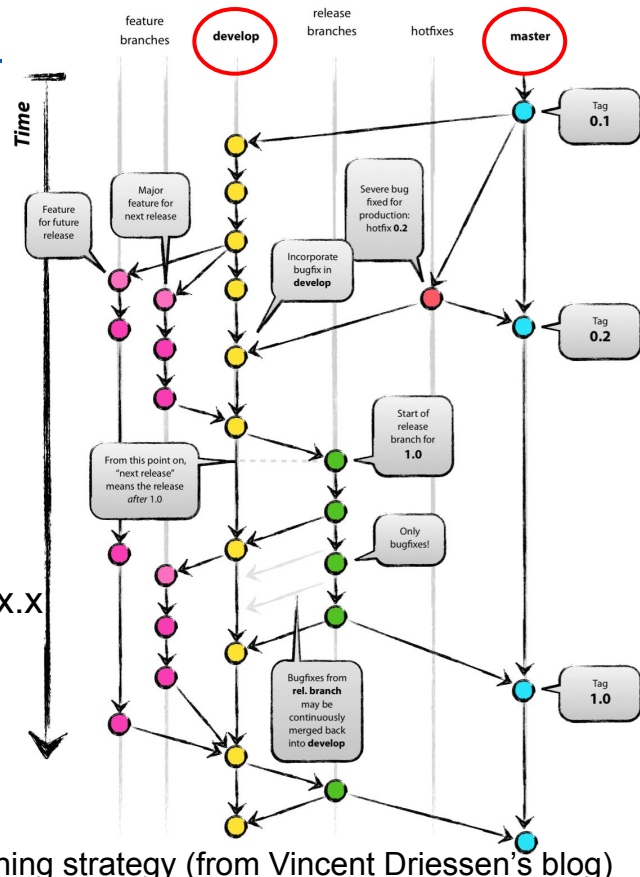 feature
branches
develop
release
branches
hotfixes
master
Time
Tag
0.1
Feature
for future
release
Major
feature for
next release
Severe bug
fixed for
production:
hotfix 0.2
Incorporate
bugfix in
develop
Tag
0.2
Start of
release
branch for
1.0
From this point on,
“next release”
means the release
after 1.0
Only
bugfixes!
x.x
Bugfixes from
rel. branch
may be
continuously
merged back
into develop
Tag
1.0
strategy (from Vincent Driessen’s blog)